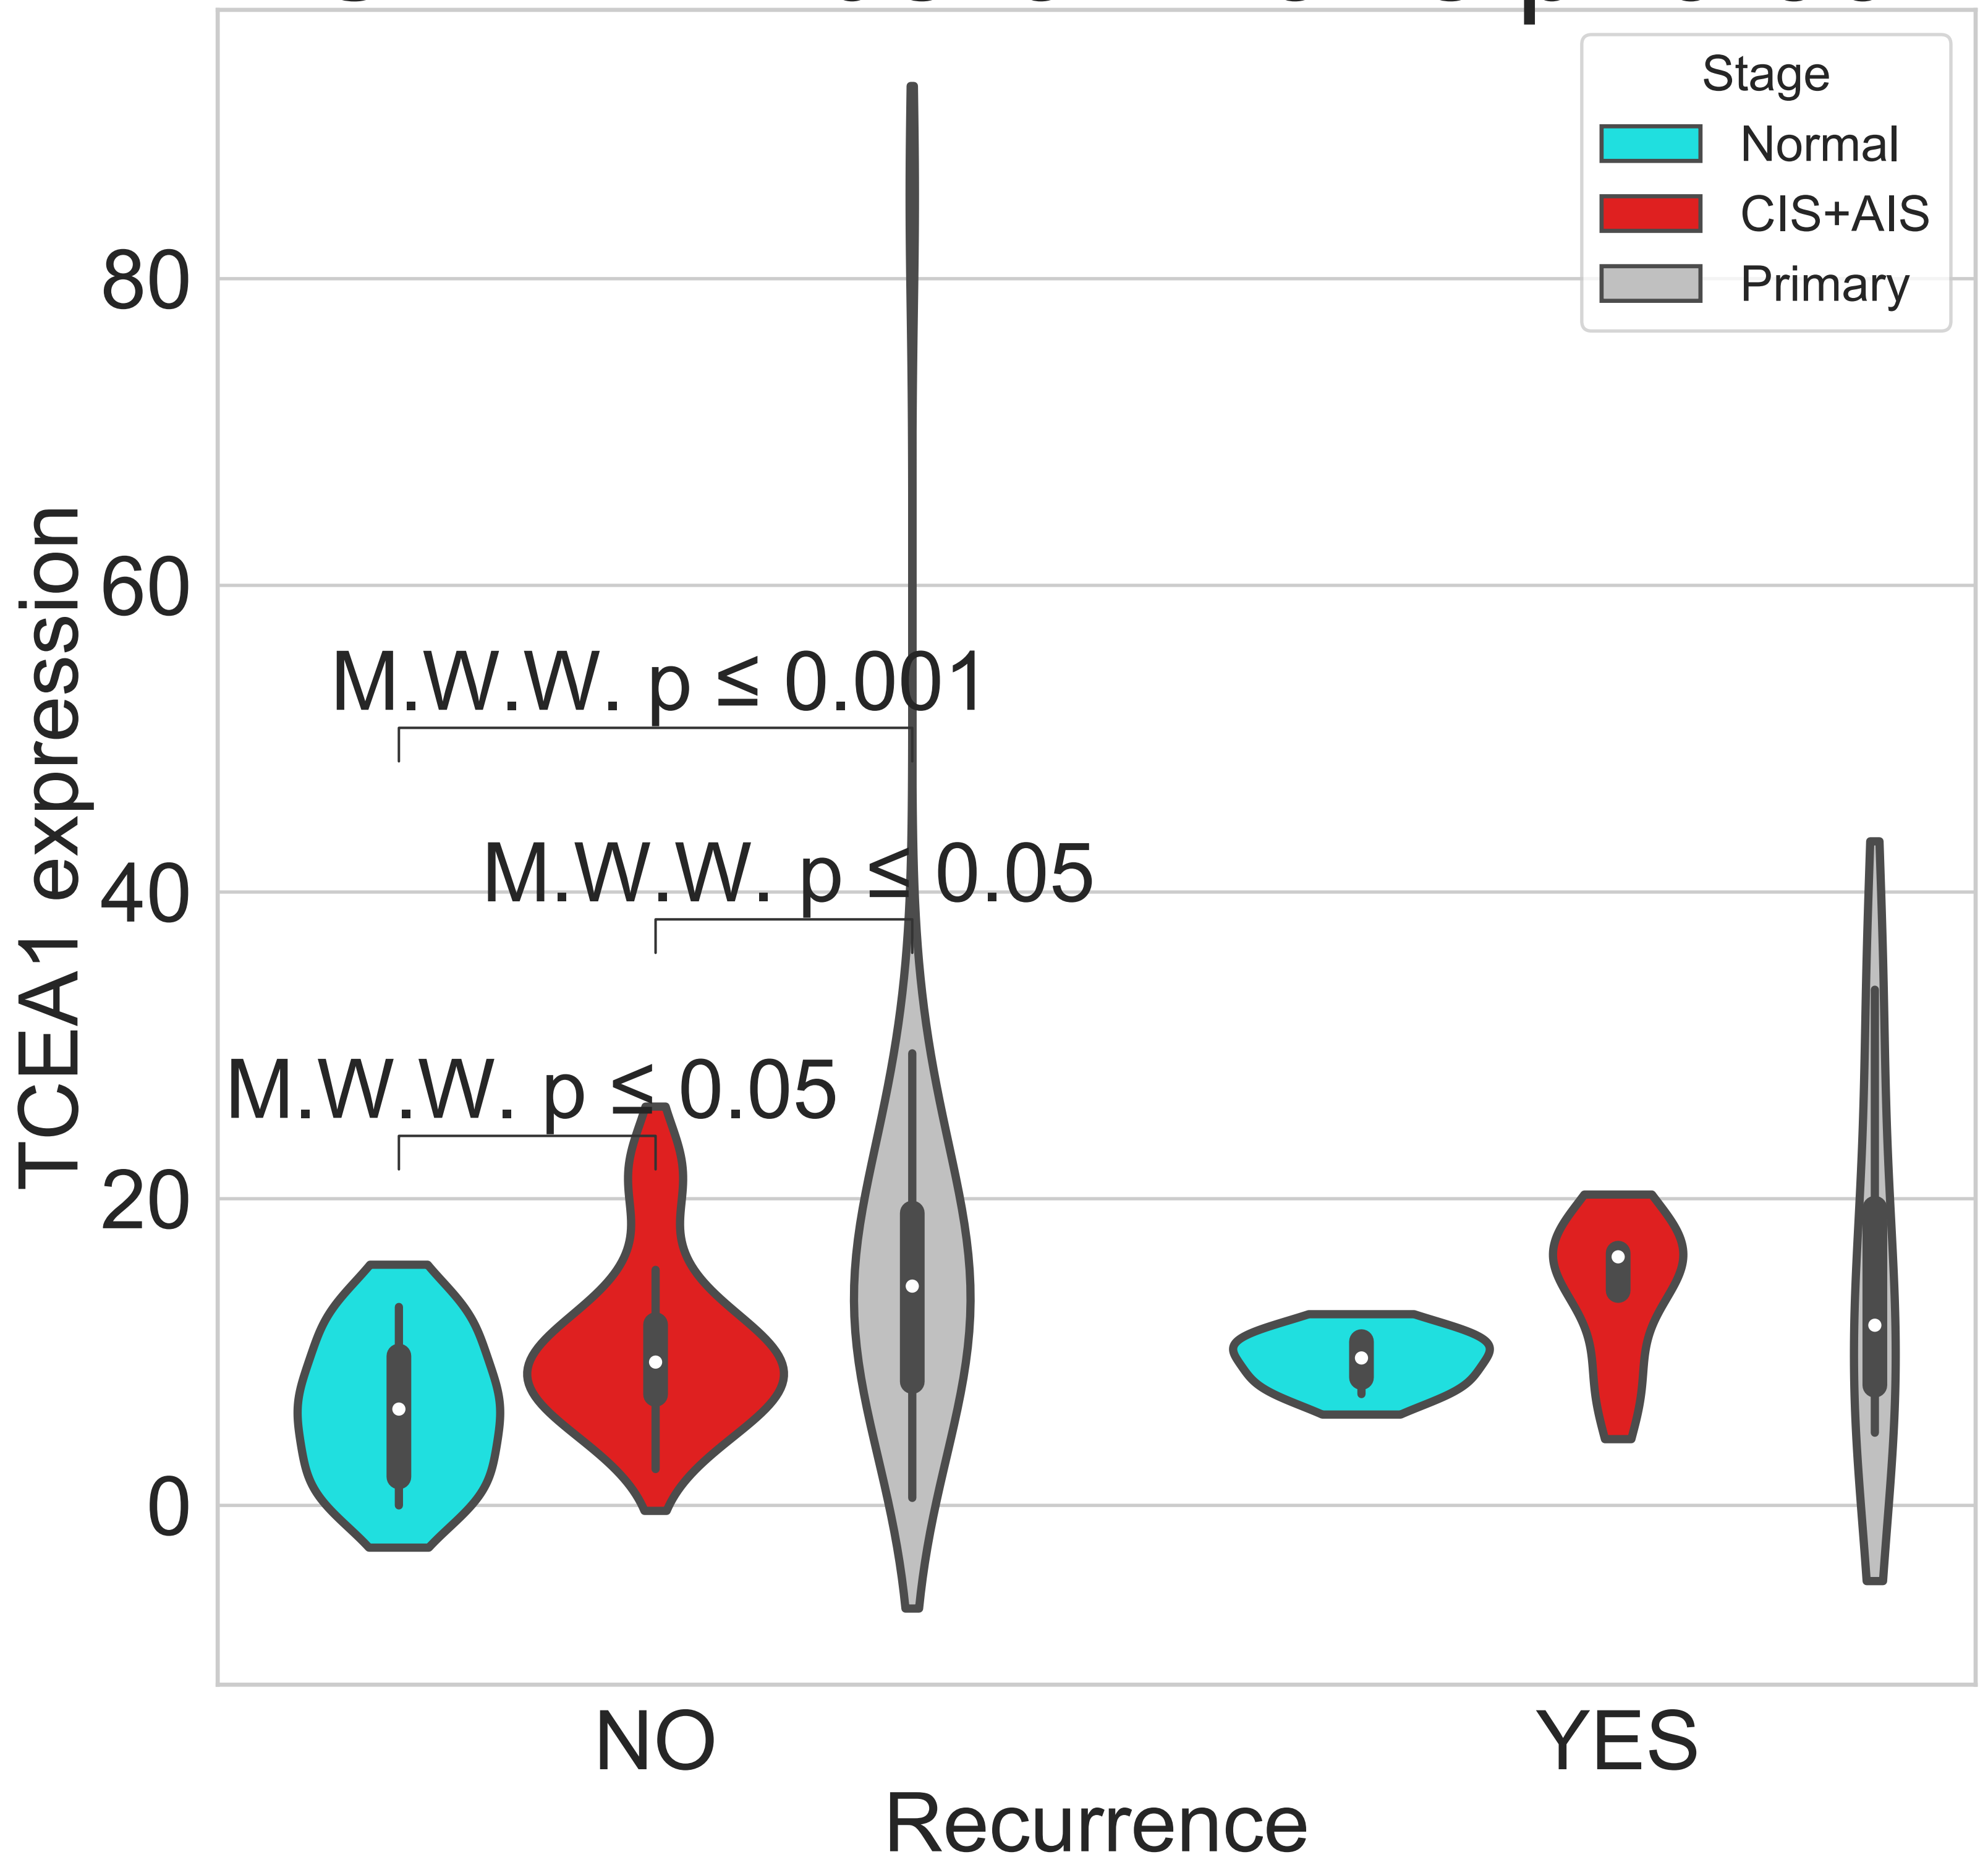 Stage
Normal
CIS+AIS
Primary
80
60
40
20
0
TCEA1 expression
M.W.W. p ≤ 0.001
M.W.W. p ≤ 0.05
M.W.W. p ≤ 0.05
NO
YES
Recurrence